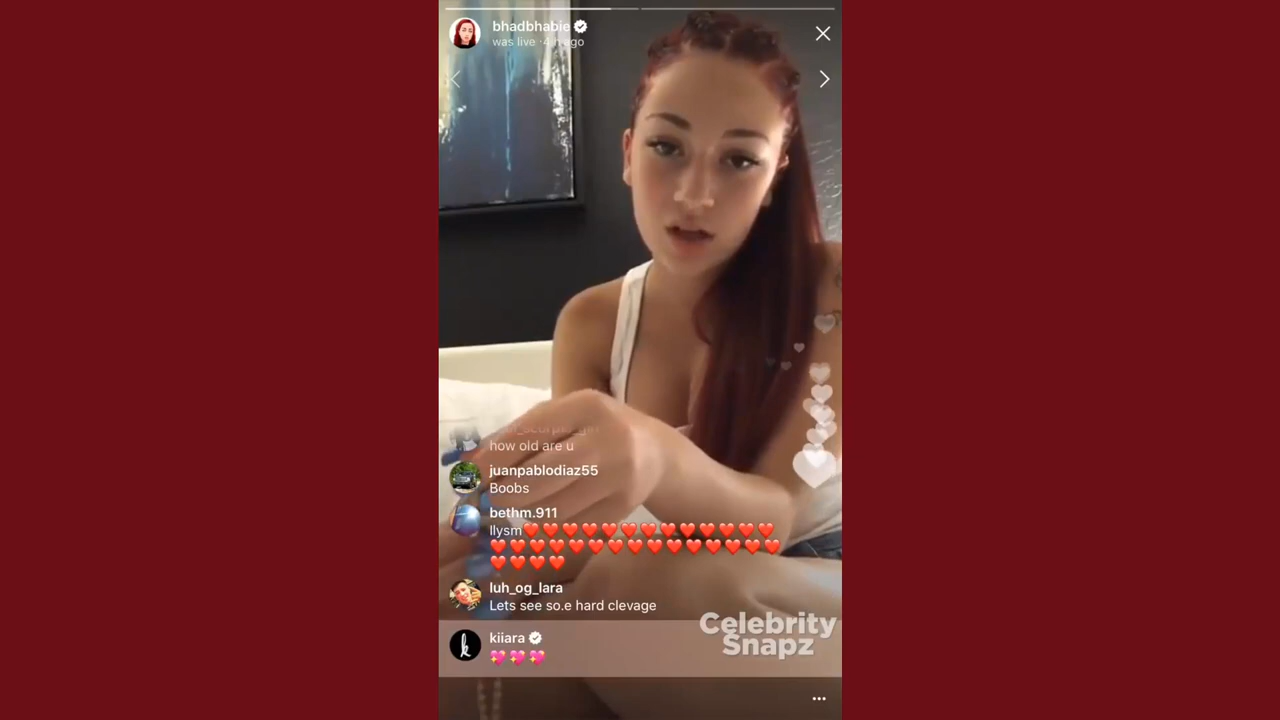 bhadbhabie
was live ·
ago
how old are u
juanpablodiaz55
Boobs
bethm.911
llysm❤️❤️❤️❤️❤️❤️❤️❤️❤️❤️❤️❤️❤️
❤️❤️❤️❤️❤️❤️❤️❤️❤️❤️❤️❤️❤️❤️❤️
❤️❤️❤️❤️
luh_og_lara
Lets see so.e hard clevage
kiiara
💖💖💖
Celebrity
Snapz